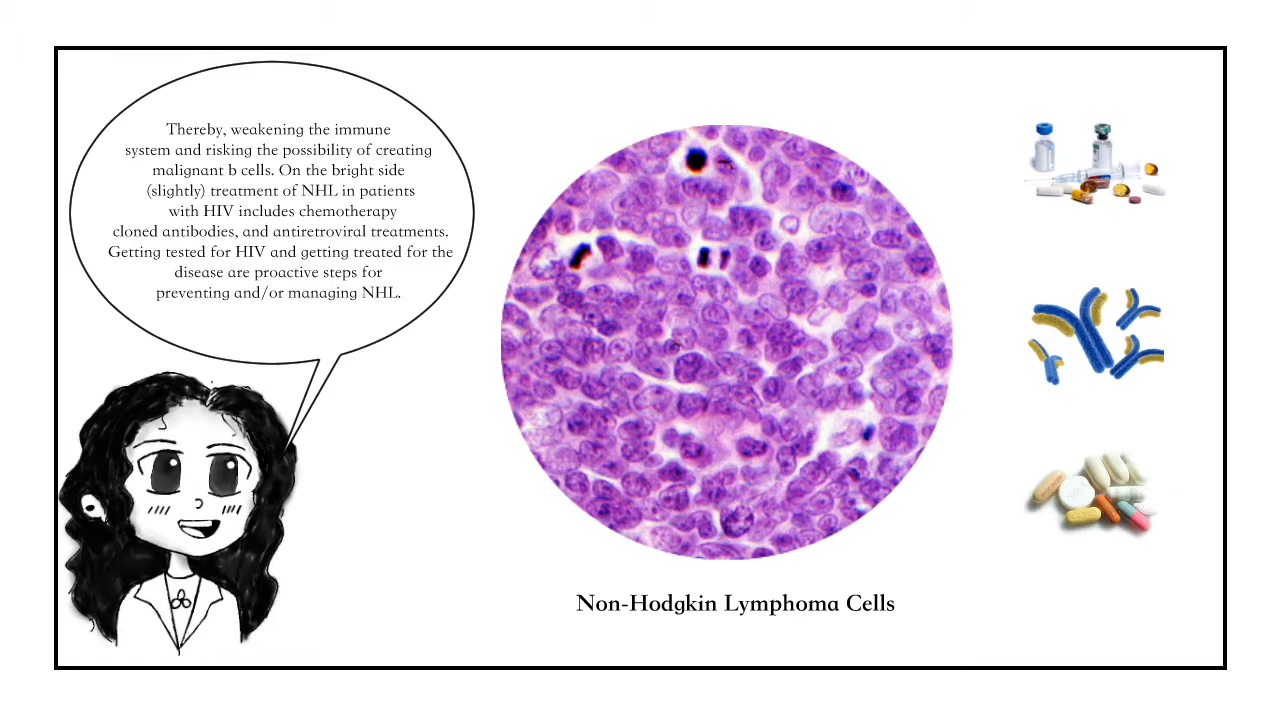 Thereby, weakening the immune
system and risking the possibility of creating
malignant b cells. On the bright side
(slightly) treatment of NHL in patients
with HIV includes chemotherapy
cloned antibodies, and antiretroviral treatments.
Getting tested for HIV and getting treated for the
disease are proactive steps for
preventing and/or managing NHL.
Non-Hodgkin Lymphoma Cells